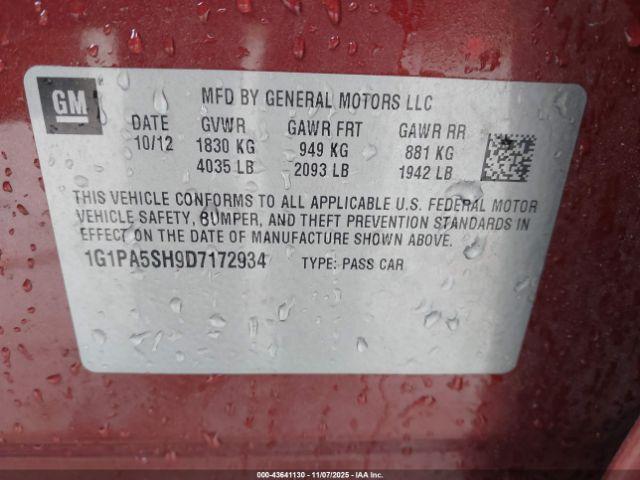 GM
MFD BY GENERAL MOTORS LLC
DATE GVWR GAWR FRT GAWR RR
10/12 1830 KG 949 KG 881 KG
4035 LB 2093 LB 1942 LB
THIS VEHICLE CONFORMS TO ALL APPLICABLE U.S. FEDERAL MOTOR
VEHICLE SAFETY, BUMPER, AND THEFT PREVENTION STANDARDS IN
EFFECT ON THE DATE OF MANUFACTURE SHOWN ABOVE.
1G1PA5SH9D7172934 TYPE: PASS CAR
000-43641130 - 11/07/2025 - IAAI.COM